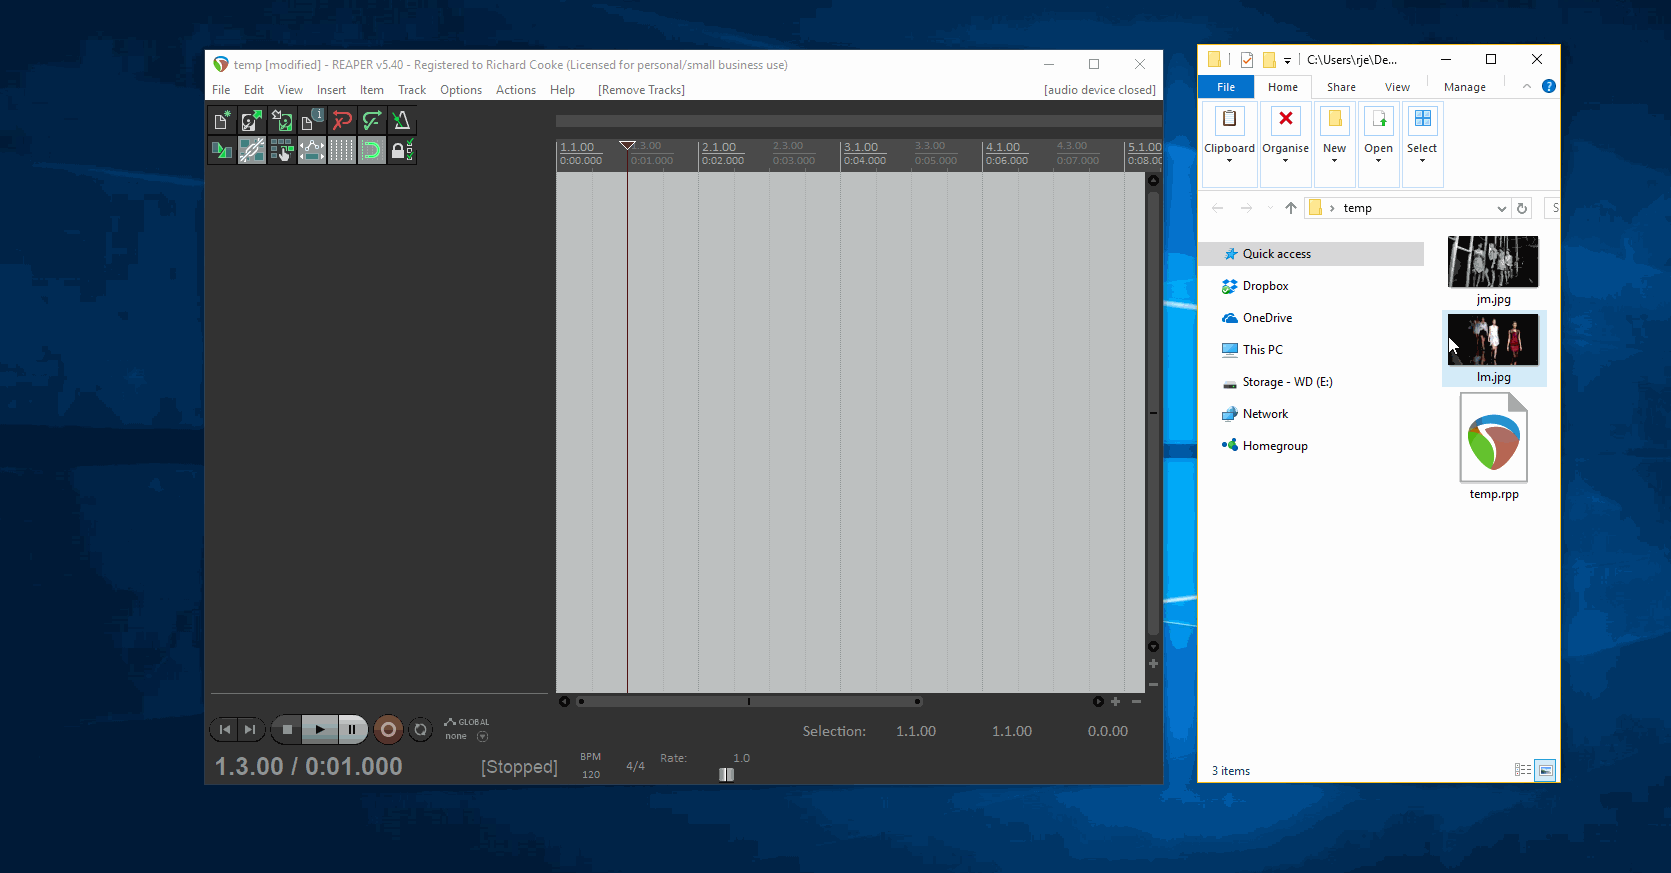 temp [modified] - REAPER v5.40 - Registered to Richard Cooke (Licensed for personal/small business use)
File Edit View Insert Item Track Options Actions Help [Remove Tracks] [audio device closed]
1.1.00 1.3.00 2.1.00 2.3.00 3.1.00 3.3.00 4.1.00 4.3.00 5.1.00
0:00.000 0:01.000 0:02.000 0:03.000 0:04.000 0:05.000 0:06.000 0:07.000 0:08.0
GLOBAL
none
Selection: 1.1.00 1.1.00 0.0.00
1.3.00 / 0:01.000 [Stopped]
BPM
120
4/4
Rate: 1.0
C:\Users\rje\De...
File Home Share View Manage
Clipboard Organise New Open Select
temp
S
Quick access
Dropbox
OneDrive
This PC
Storage - WD (E:)
Network
Homegroup
jm.jpg
lm.jpg
temp.rpp
3 items